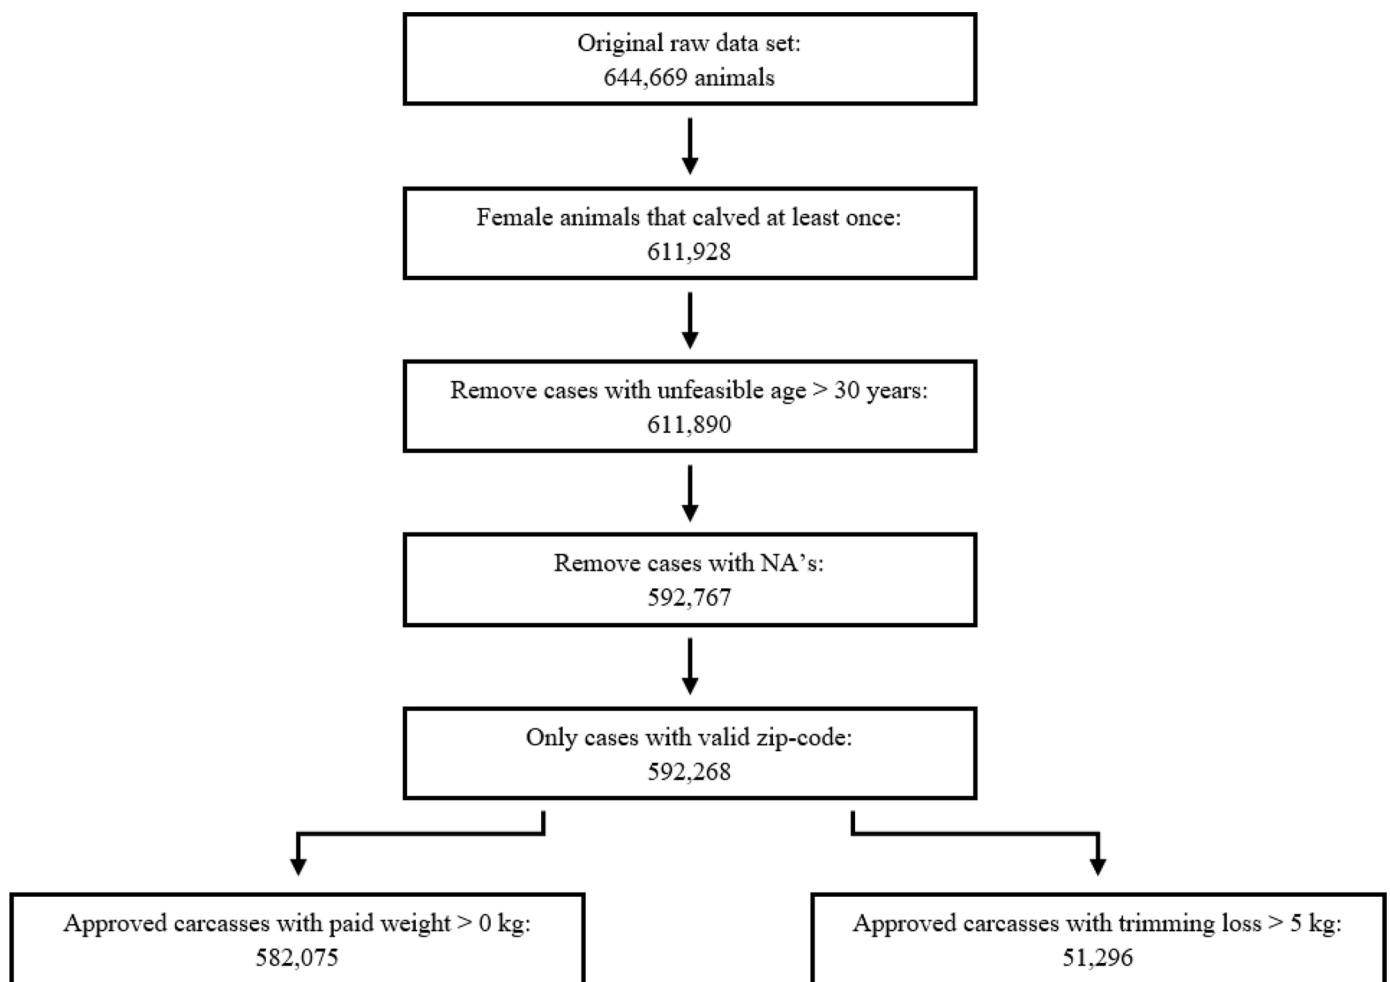 Original raw data set:
644,669 animals
Female animals that calved at least once:
611,928
Remove cases with unfeasible age > 30 years:
611,890
Remove cases with NA’s:
592,767
Only cases with valid zip-code:
592,268
Approved carcasses with paid weight > 0 kg:
582,075
Approved carcasses with trimming loss > 5 kg:
51,296